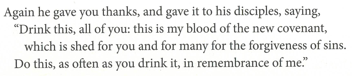 Again he gave you thanks, and gave it to his disciples, saying,
“Drink this, all of you: this is my blood of the new covenant,
which is shed for you and for many for the forgiveness of sins.
Do this, as often as you drink it, in remembrance of me.”